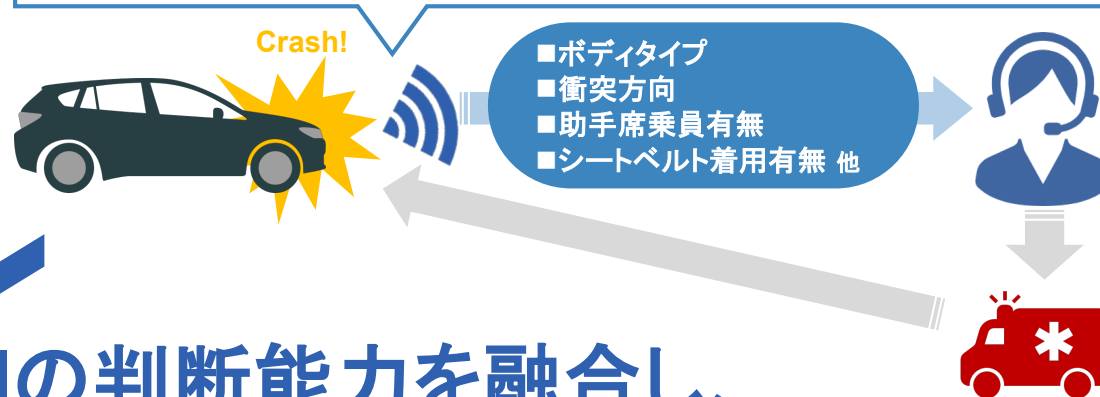 Crash!
■ボディタイプ
■衝突方向
■助手席乗員有無
■シートベルト着用有無 他
の判断能力を融合し、